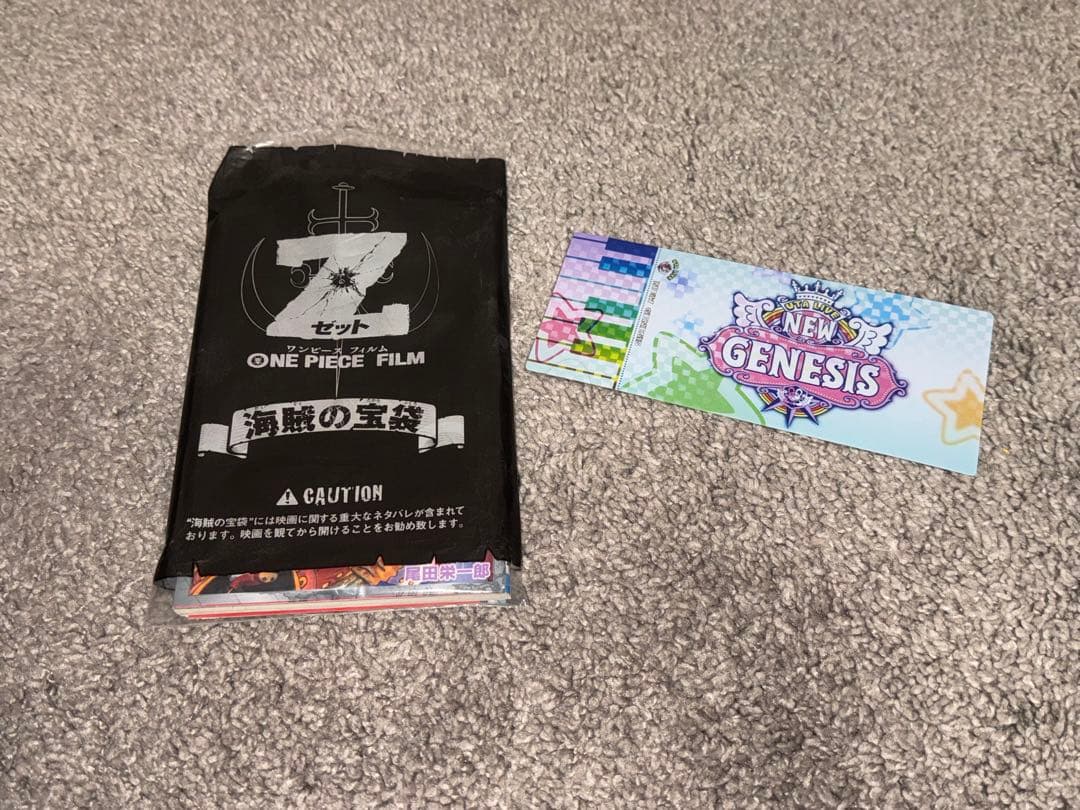 Z
ゼット
ワンピース フィルム
ONE PIECE FILM
海賊の宝袋
CAUTION
“海賊の宝袋”には映画に関する重大なネタバレが含まれて
おります。映画を観てから開けることをお勧め致します。
尾田栄一郎
UTA LIVE
NEW
GENESIS